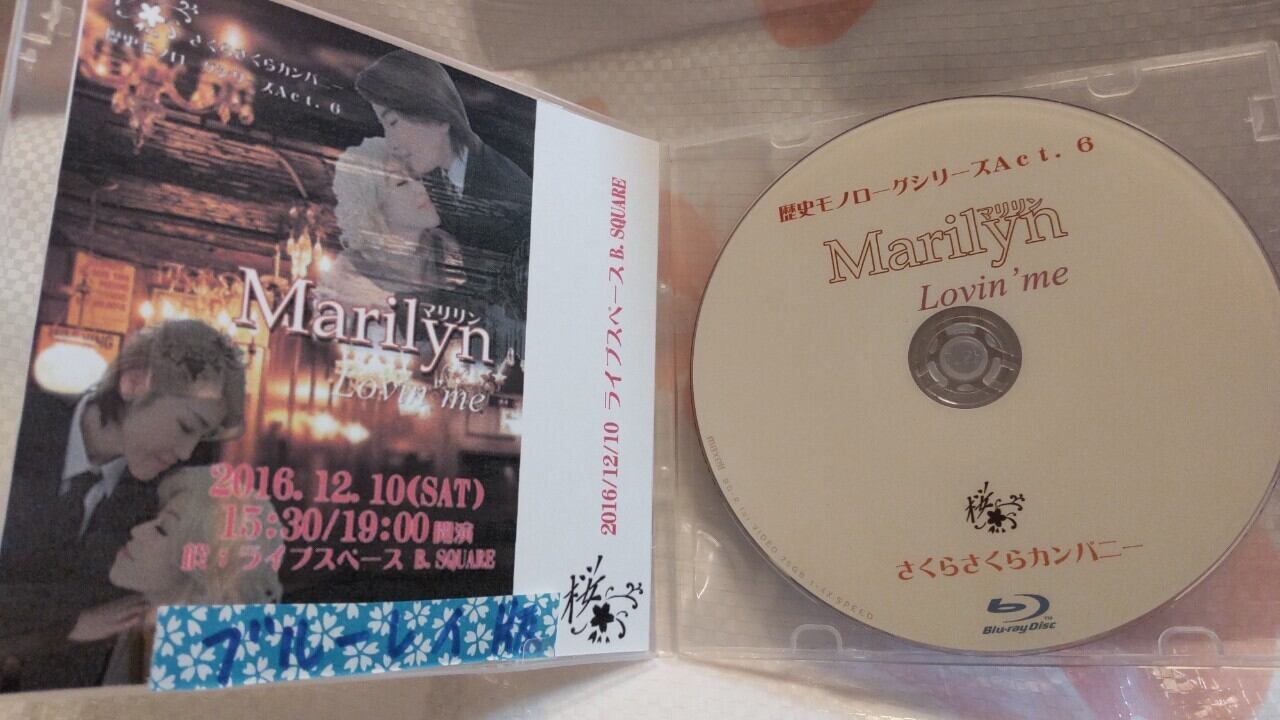 さくらさくらカンパニー
歴史モノローグシリーズAct. 6
マリリン
Marilyn
Lovin'me
2016. 12. 10(SAT)
15:30/19:00開演
於：ライブスペース B. SQUARE
ブルーレイ版
2016/12/10 ライブスペース B. SQUARE
桜
歴史モノローグシリーズAct. 6
マリリン
Marilyn
Lovin'me
桜
さくらさくらカンパニー
Blu-ray Disc